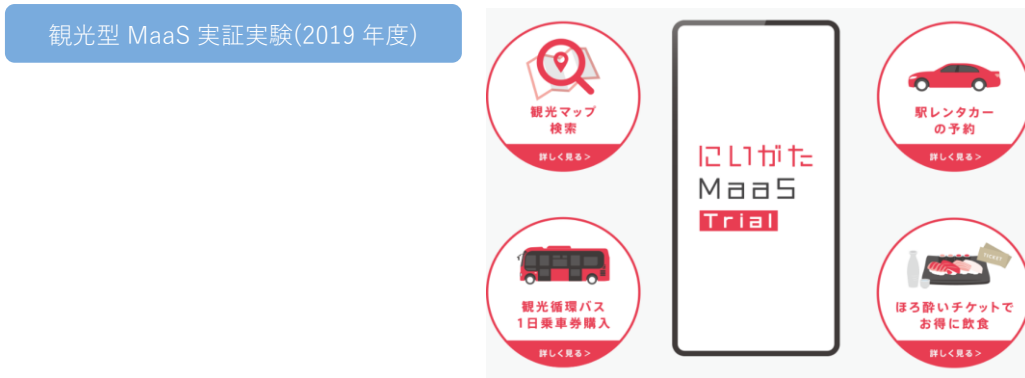 観光型 MaaS 実証実験(2019 年度)
観光マップ
検索
詳しく見る>
駅レンタカー
の予約
詳しく見る>
にいがた
MaaS
Trial
観光循環バス
1日乗車券購入
詳しく見る>
TICKET
ほろ酔いチケットで
お得に飲食
詳しく見る>